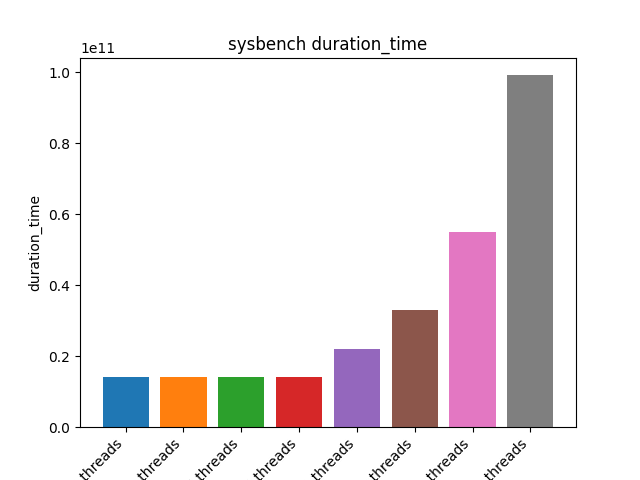 sysbench duration_time
1e11
1.0
0.8
0.6
0.4
0.2
0.0
duration_time
threads
threads
threads
threads
threads
threads
threads
threads